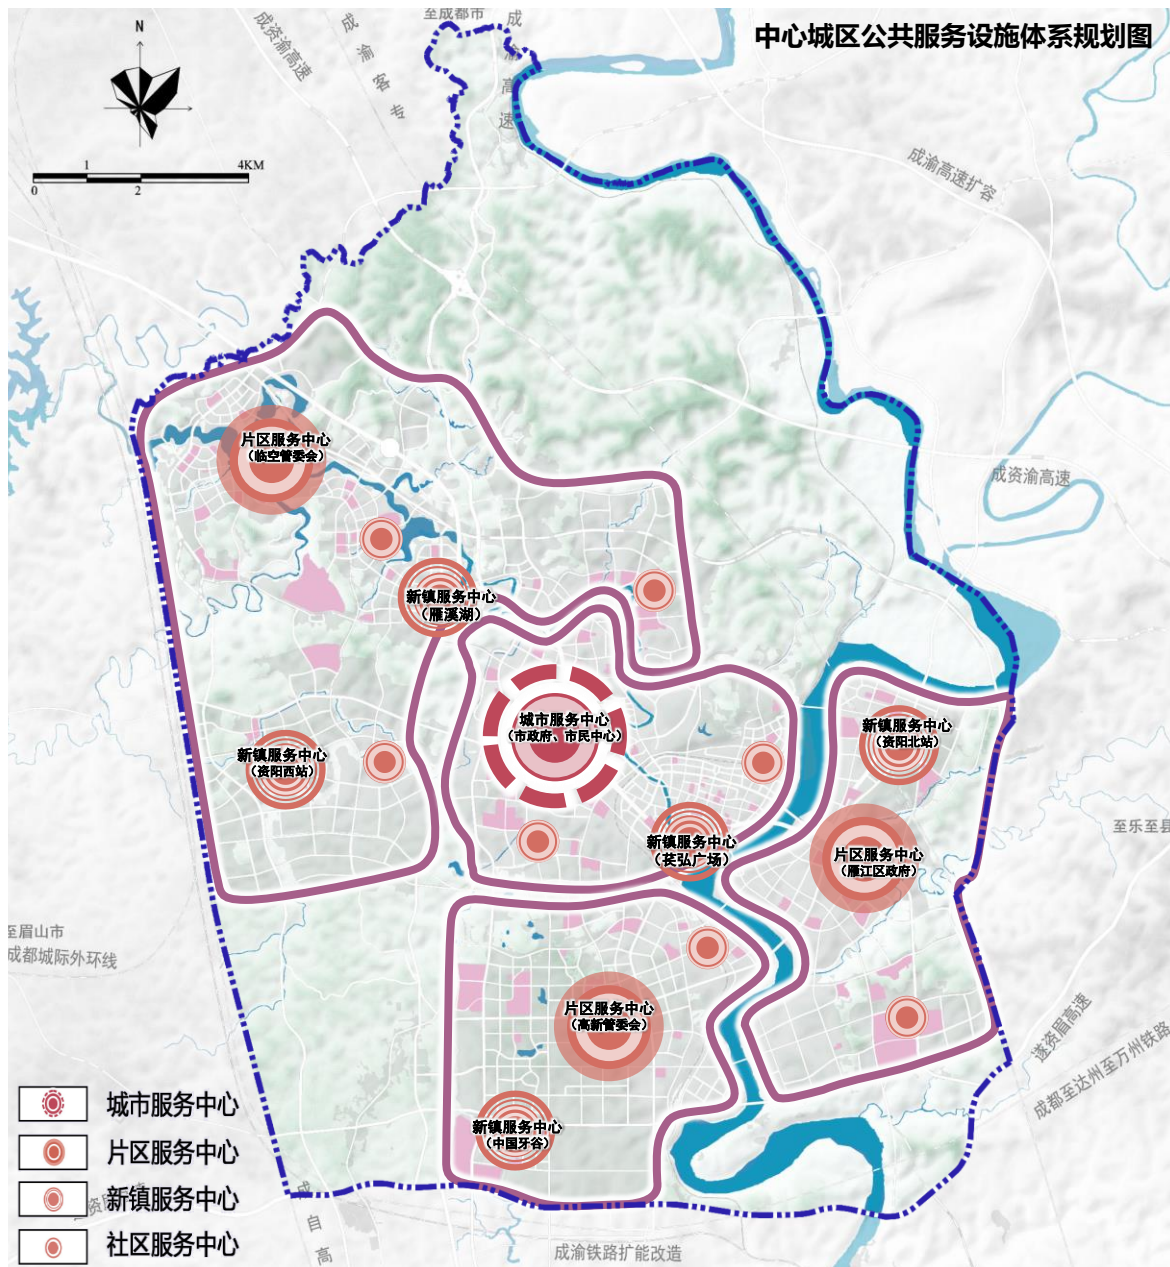 中心城区公共服务设施体系规划图
至成都市
成渝高速
成资渝高速
成渝客专
N
0
1
2
4KM
成渝高速扩容
成资渝高速
片区服务中心
(临空管委会)
新镇服务中心
(雁溪湖)
城市服务中心
(市政府、市民中心)
新镇服务中心
(资阳西站)
新镇服务中心
(资阳北站)
新镇服务中心
(苌弘广场)
片区服务中心
(雁江区政府)
至乐至县
至眉山市
成都城际外环线
片区服务中心
(高新管委会)
新镇服务中心
(中国牙谷)
遂资眉高速
成都至达州至万州铁路
城市服务中心
片区服务中心
新镇服务中心
社区服务中心
成自高
成渝铁路扩能改造